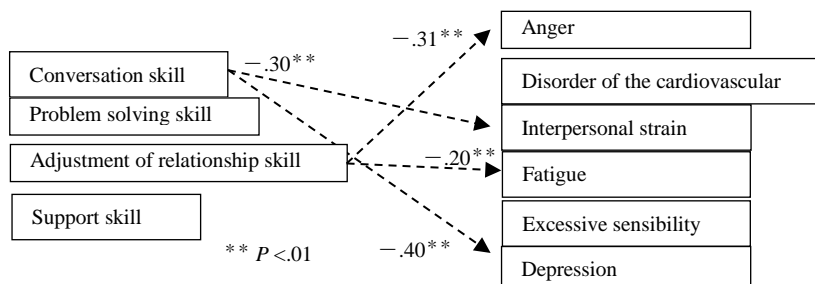 Conversation skill
Problem solving skill
Adjustment of relationship skill
Support skill
－.30**
－.31**
－.20**
－.40**
** P <.01
Anger
Disorder of the cardiovascular
Interpersonal strain
Fatigue
Excessive sensibility
Depression